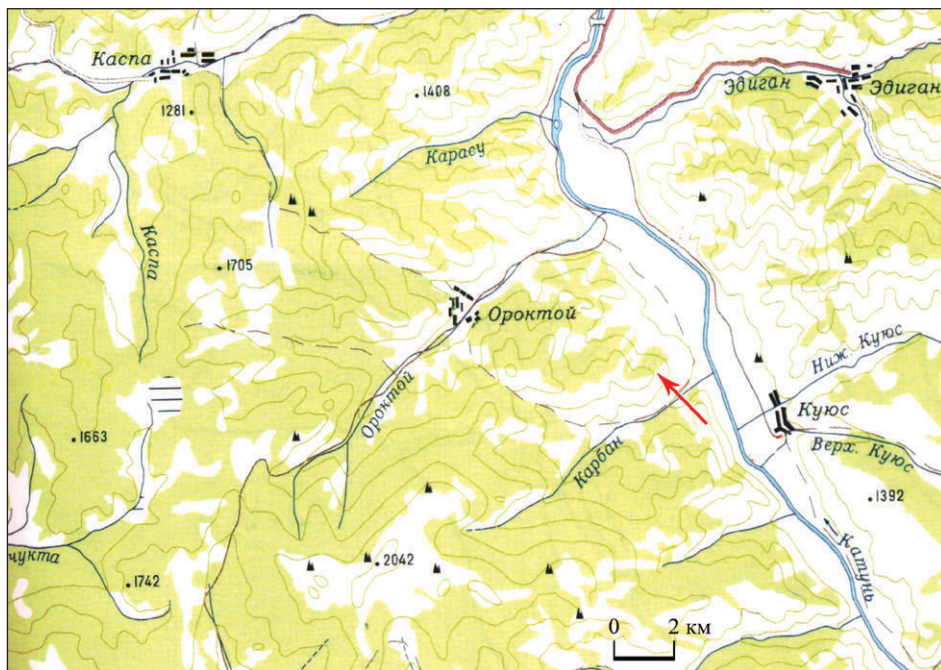 Каспа
1281
1408
Карасу
Эдиган
Эдиган
Каспа
1705
Ороктой
Ороктой
Ниж. Куюс
Куюс
Верх. Куюс
Карбан
1663
1392
чукта
1742
2042
Катунь
0 2 км